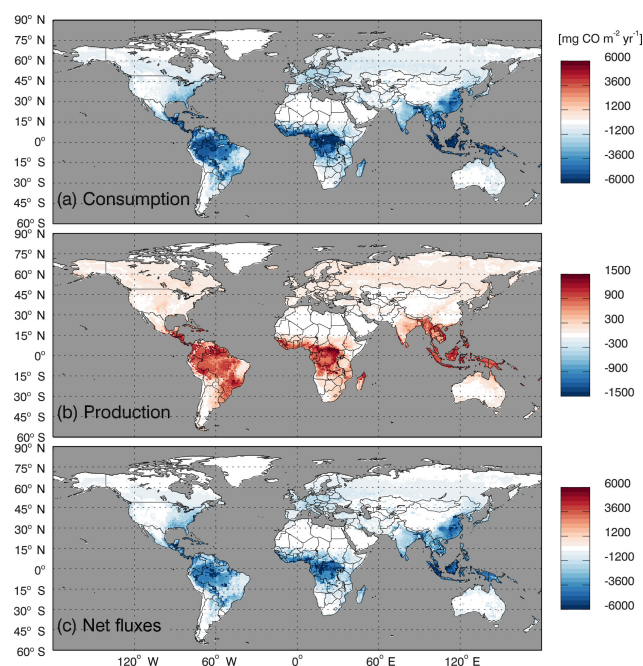 [mg CO m⁻² yr⁻¹]
90° N
75° N
60° N
45° N
30° N
15° N
0°
15° S
30° S
45° S
60° S
(a) Consumption
6000
3600
1200
-1200
-3600
-6000
90° N
75° N
60° N
45° N
30° N
15° N
0°
15° S
30° S
45° S
60° S
(b) Production
1500
900
300
-300
-900
-1500
90° N
75° N
60° N
45° N
30° N
15° N
0°
15° S
30° S
45° S
60° S
(c) Net fluxes
6000
3600
1200
-1200
-3600
-6000
120° W 60° W 0° 60° E 120° E